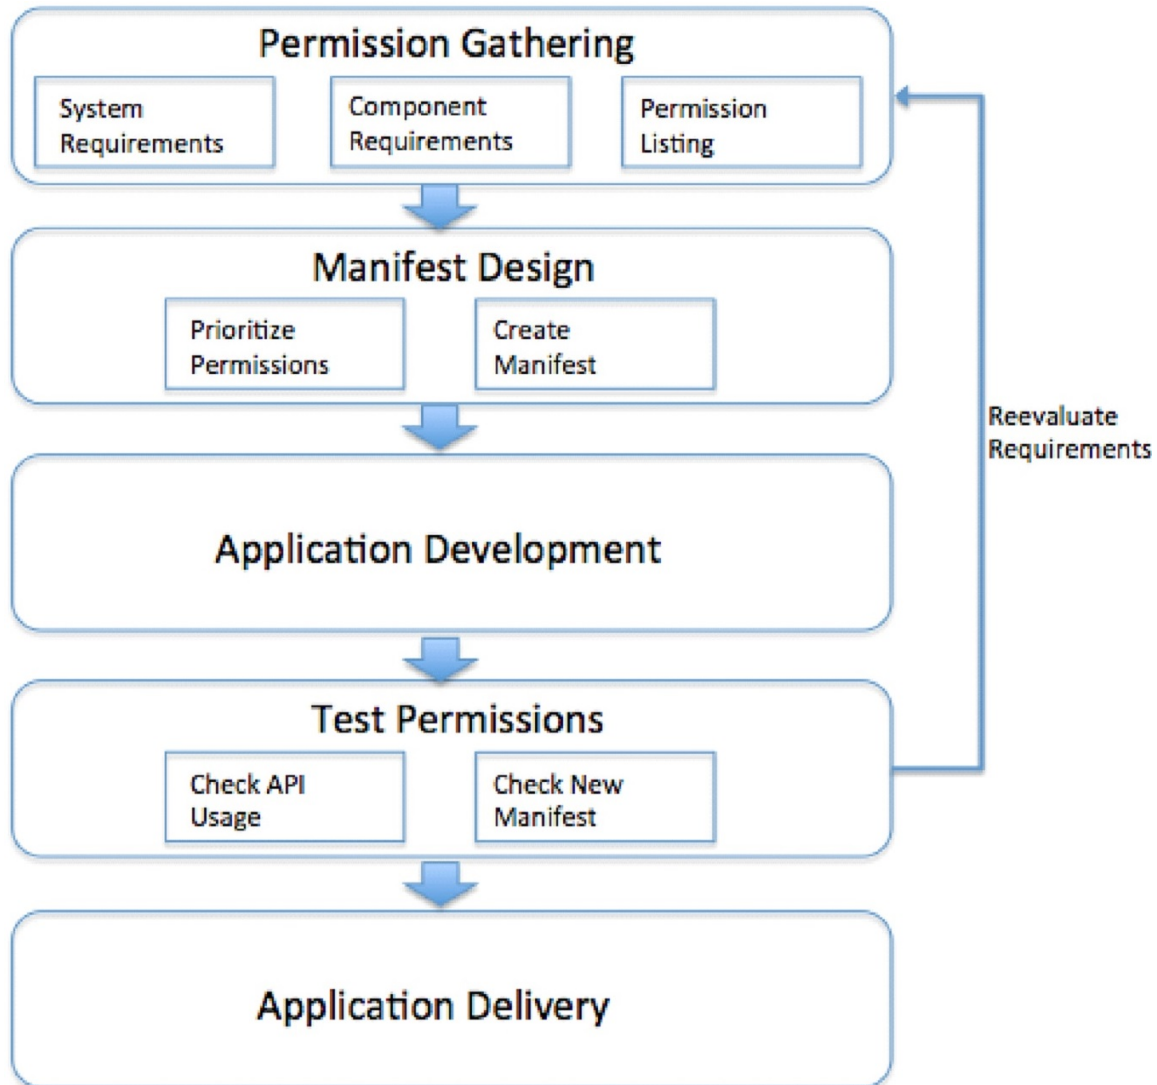 Permission Gathering
System
Requirements
Component
Requirements
Permission
Listing
Manifest Design
Prioritize
Permissions
Create
Manifest
Reevaluate
Requirements
Application Development
Test Permissions
Check API
Usage
Check New
Manifest
Application Delivery